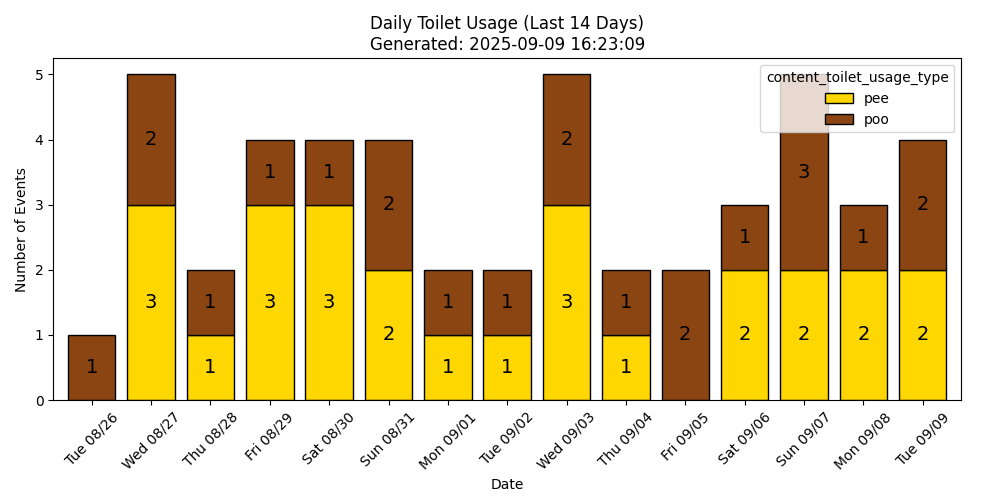 Daily Toilet Usage (Last 14 Days)
Generated: 2025-09-09 16:23:09
content_toilet_usage_type
pee
poo
Number of Events
5
4
3
2
1
0
1
2
3
1
1
1
3
1
3
2
2
1
1
1
1
2
3
1
1
2
1
2
3
2
1
2
2
2
Tue 08/26
Wed 08/27
Thu 08/28
Fri 08/29
Sat 08/30
Sun 08/31
Mon 09/01
Tue 09/02
Wed 09/03
Thu 09/04
Fri 09/05
Sat 09/06
Sun 09/07
Mon 09/08
Tue 09/09
Date